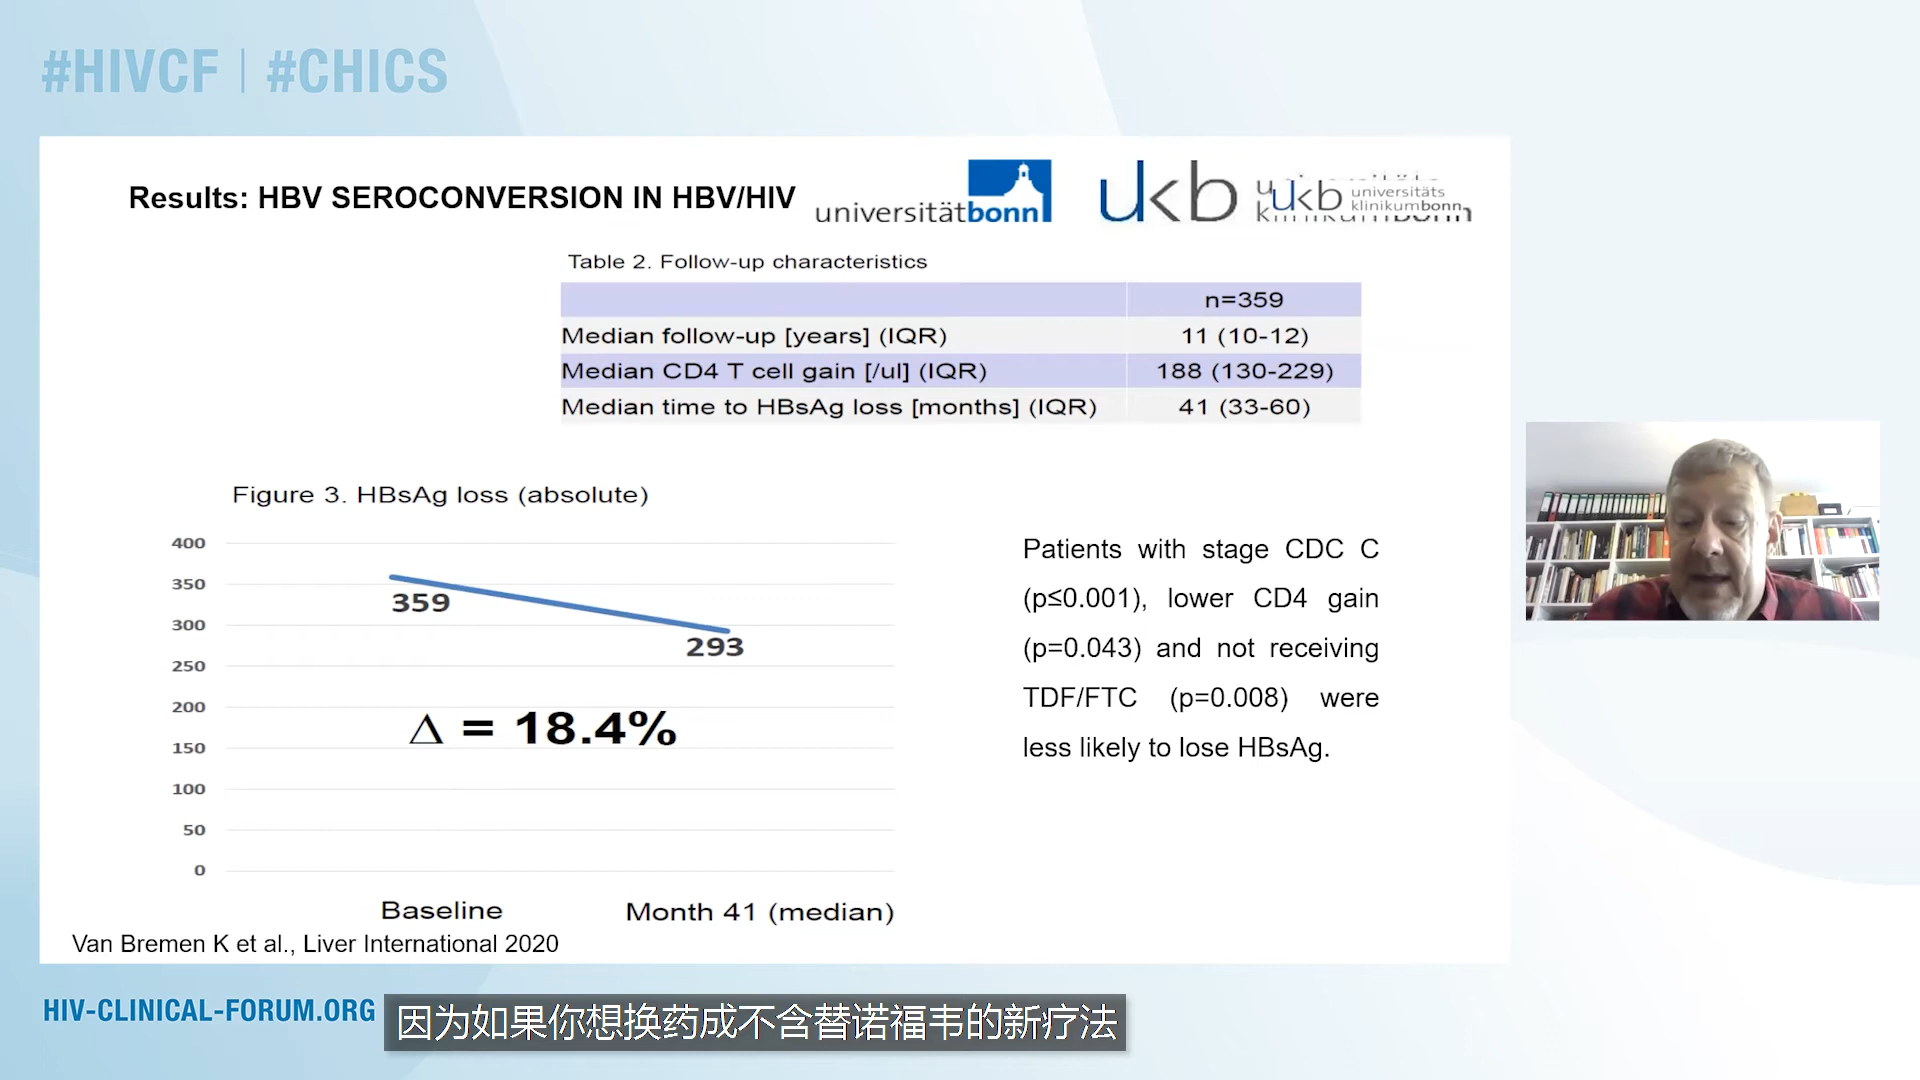 #HIVCF | #CHICS
Results: HBV SEROCONVERSION IN HBV/HIV
universitätbonn
ukb
ukb universitäts
klinikumbonn
Table 2. Follow-up characteristics
n=359
Median follow-up [years] (IQR) 11 (10-12)
Median CD4 T cell gain [/ul] (IQR) 188 (130-229)
Median time to HBsAg loss [months] (IQR) 41 (33-60)
Figure 3. HBsAg loss (absolute)
400
350
300
250
200
150
100
50
0
359
293
Δ = 18.4%
Baseline
Month 41 (median)
Patients with stage CDC C
(p≤0.001), lower CD4 gain
(p=0.043) and not receiving
TDF/FTC (p=0.008) were
less likely to lose HBsAg.
Van Bremen K et al., Liver International 2020
HIV-CLINICAL-FORUM.ORG
因为如果你想换药成不含替诺福韦的新疗法